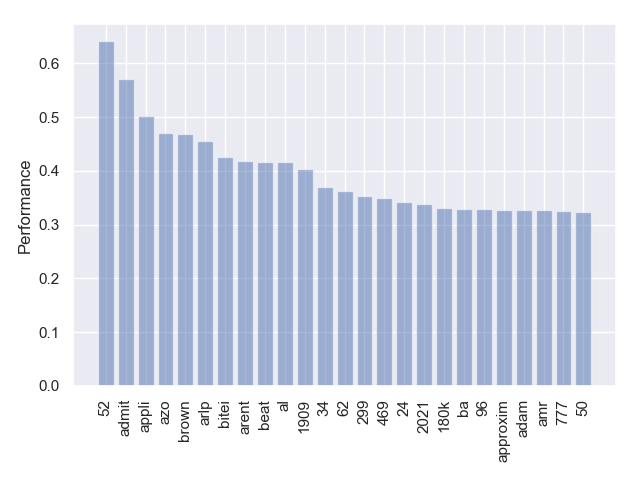 Performance
0.6
0.5
0.4
0.3
0.2
0.1
0.0
52
admit
appli
azo
brown
arlp
bitei
arent
beat
al
1909
34
62
299
469
24
2021
180k
ba
96
approxim
adam
amr
777
50